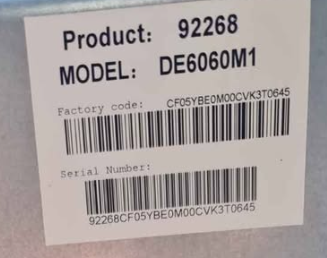 Product: 92268
MODEL: DE6060M1
Factory code: CF05YBE0M00CVK3T0645
Serial Number:
92268CF05YBE0M00CVK3T0645